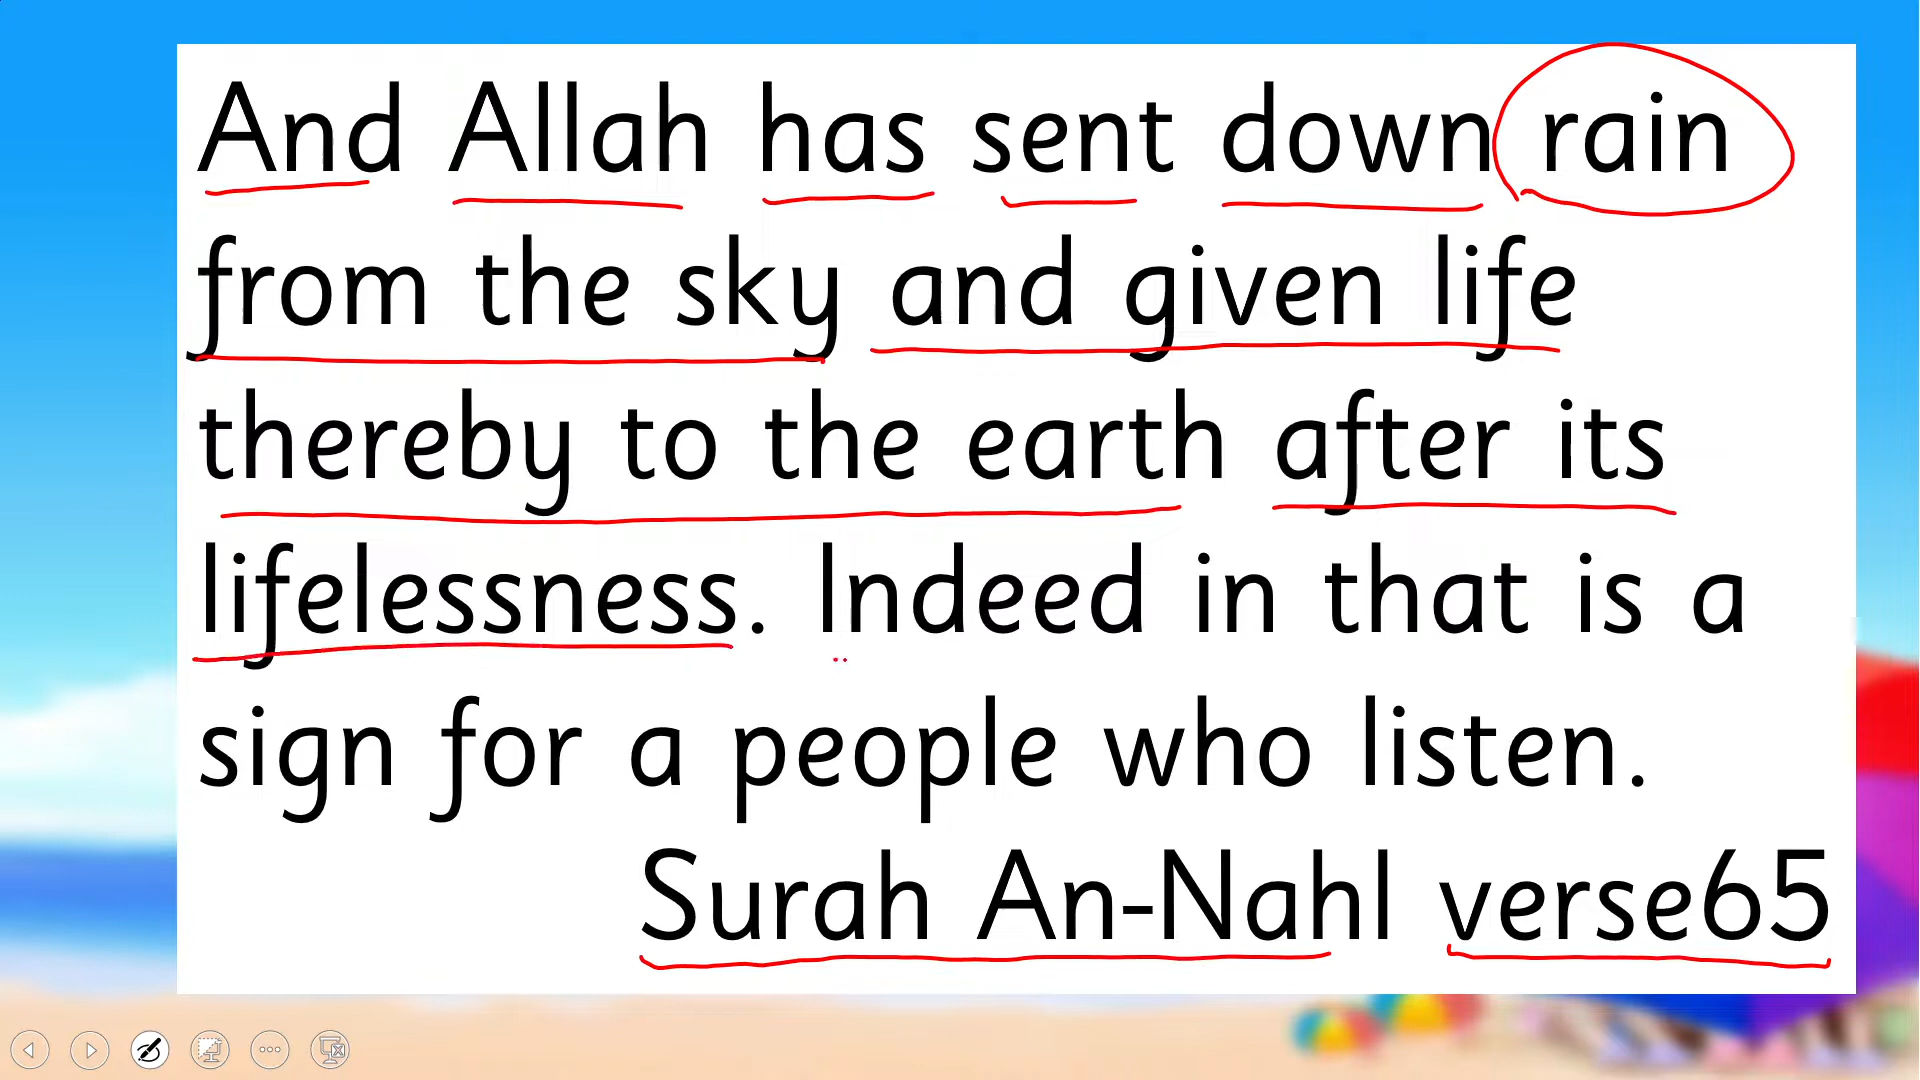 And Allah has sent down rain
from the sky and given life
thereby to the earth after its
lifelessness. Indeed in that is a
sign for a people who listen.
Surah An-Nahl verse65